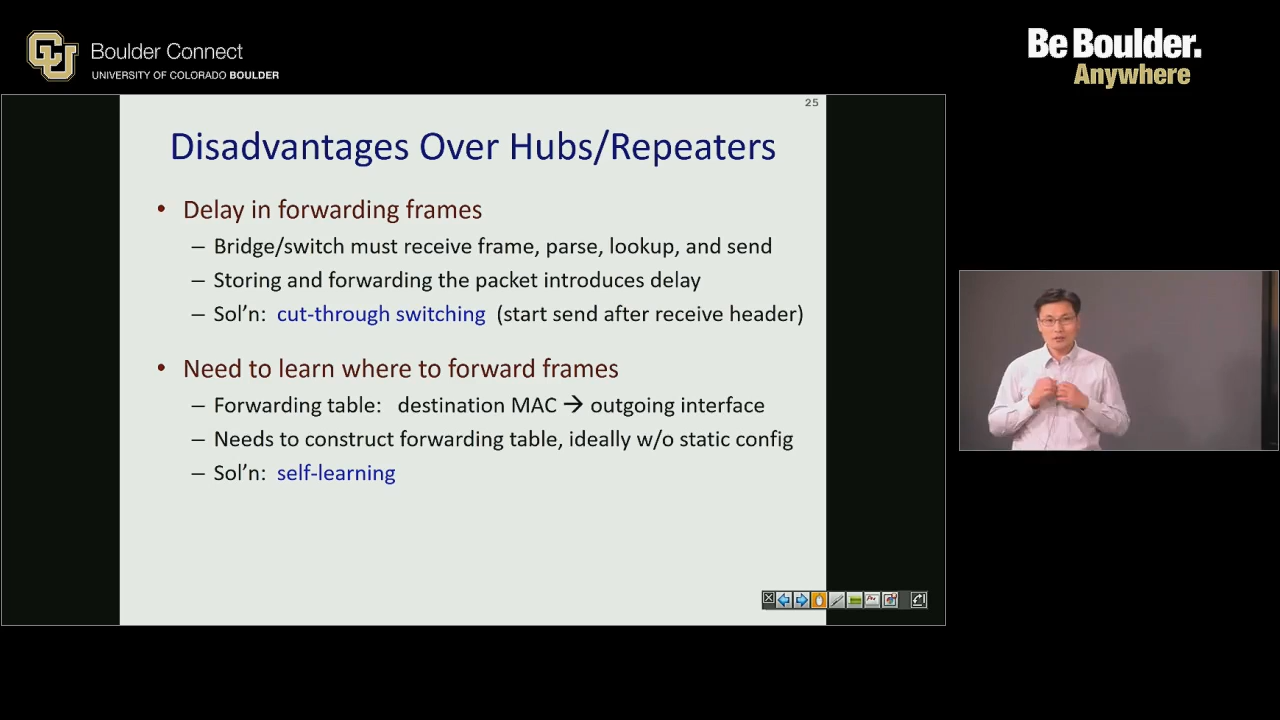 Boulder Connect
UNIVERSITY OF COLORADO BOULDER
Be Boulder.
Anywhere
25
Disadvantages Over Hubs/Repeaters
• Delay in forwarding frames
– Bridge/switch must receive frame, parse, lookup, and send
– Storing and forwarding the packet introduces delay
– Sol’n: cut-through switching (start send after receive header)
• Need to learn where to forward frames
– Forwarding table: destination MAC → outgoing interface
– Needs to construct forwarding table, ideally w/o static config
– Sol’n: self-learning